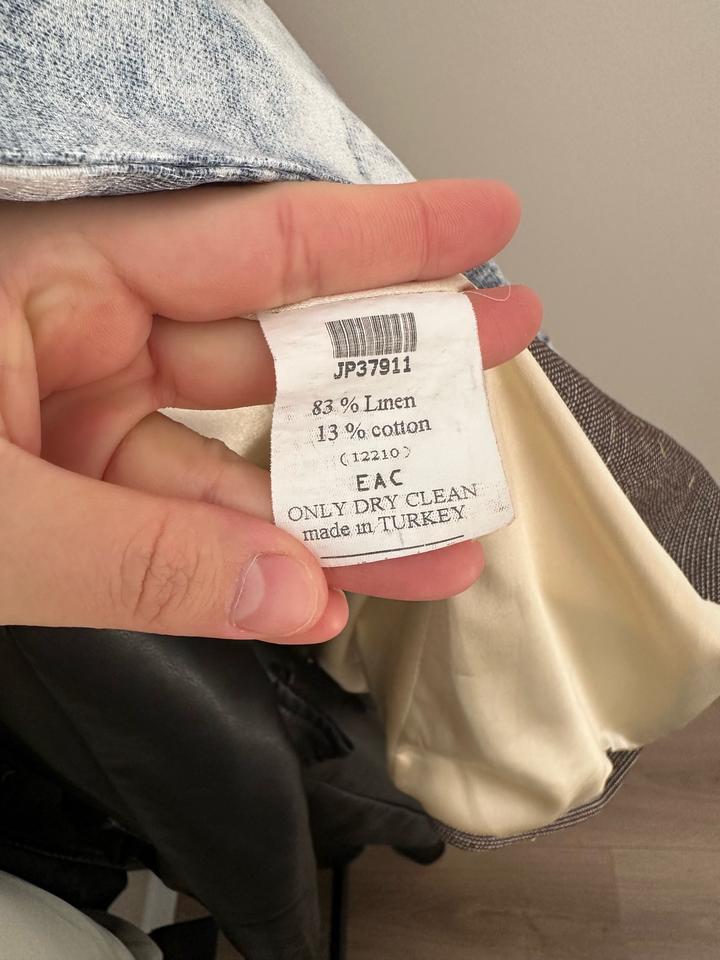 JP37911
83 % Linen
13 % cotton
(12210)
EAC
ONLY DRY CLEAN
made in TURKEY